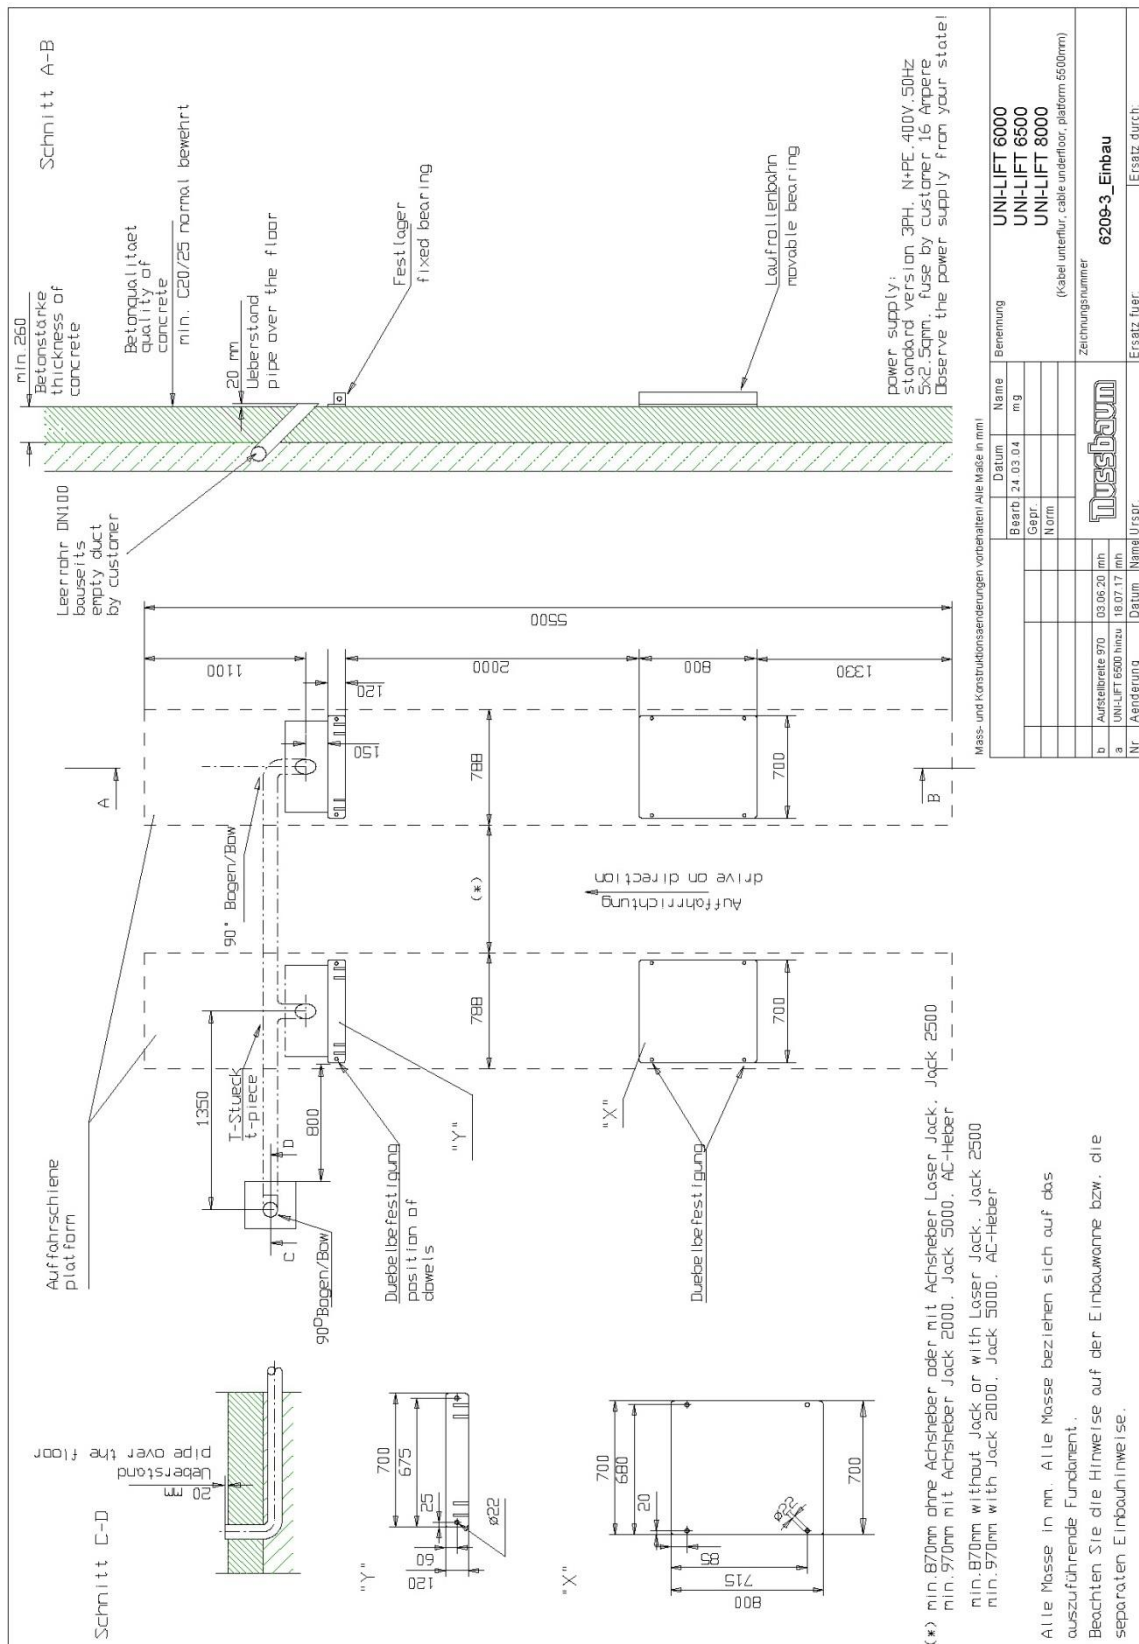 Schnitt A-B
min.260
Betonstärke
thickness of
concrete
Betonqualitaet
quality of
concrete
min. C20/25 normal bewehrt
20 mm
Ueberstand
pipe over the floor
Festlager
fixed bearing
Laufrollenbahn
movable bearing
Leerrohr DN100
bauseits
empty duct
by customer
power supply:
standard version 3PH, N+PE,400V,50HZ
5x2.5qmm. fuse by customer 16 Ampere
Observe the power supply from your state!
Auffahrschiene
platform
A
B
90° Bogen/Bow
T-Stueck
t-piece
1350
800
D
C
90°Bogen/Bow
1100
120
150
5500
2000
800
1330
788
(*)
788
700
700
Auffahrrichtung
drive on direction
Duebelbefestigung
position of
dowels
"Y"
"X"
Duebelbefestigung
Schnitt C-D
20 mm
Ueberstand
pipe over the floor
"Y"
700
675
25
60
120
ø22
"X"
700
680
20
ø22
85
715
800
700
(*) min.870mm ohne Achsheber oder mit Achsheber Laser Jack, Jack 2500
min.970mm mit Achsheber Jack 2000, Jack 5000, AC-Heber
min.870mm without Jack or with Laser Jack, Jack 2500
min.970mm with Jack 2000, Jack 5000, AC-Heber
Alle Masse in mm. Alle Masse beziehen sich auf das
auszuführende Fundament.
Beachten Sie die Hinweise auf der Einbauwanne bzw. die
separaten Einbauhinweise.
Mass- und Konstruktionsaenderungen vorbehalten! Alle Maße in mm!
Datum Name
Bearb. 24.03.04 mg
Gepr.
Norm
Benennung
UNI-LIFT 6000
UNI-LIFT 6500
UNI-LIFT 8000
(Kabel unterflur, cable underfloor, platform 5500mm)
Nussbaum
Zeichnungsnummer
6209-3_Einbau
b Aufstellbreite 970 03.06.20 mh
a UNI-LIFT 6500 hinzu 18.07.17 mh
Nr Aenderung Datum Name Urspr.
Ersatz fuer:
Ersatz durch: